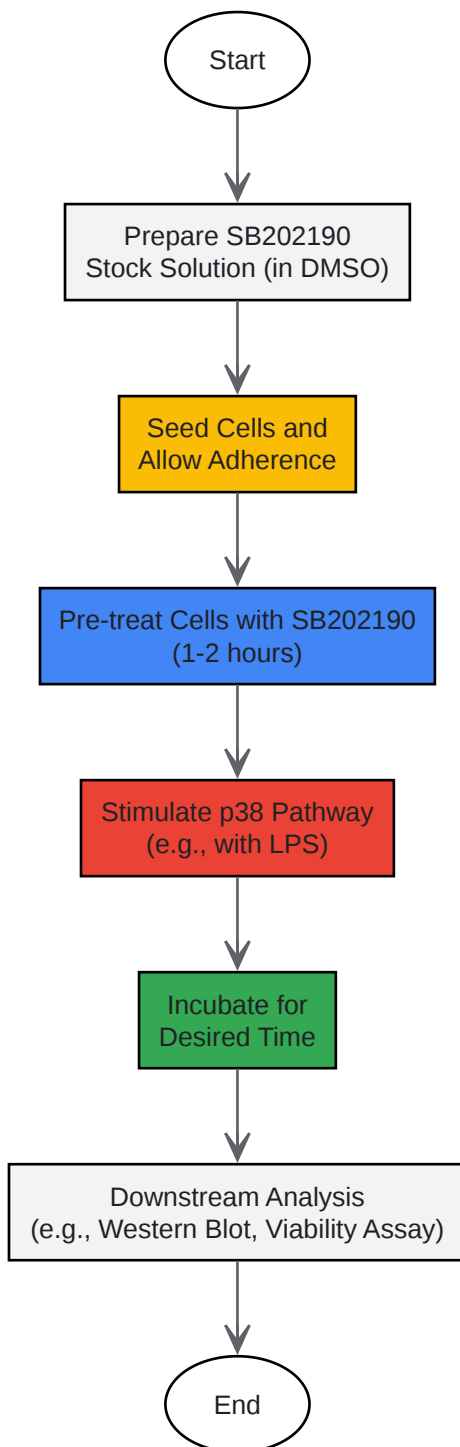 Start
Prepare SB202190
Stock Solution (in DMSO)
Seed Cells and
Allow Adherence
Pre-treat Cells with SB202190
(1-2 hours)
Stimulate p38 Pathway
(e.g., with LPS)
Incubate for
Desired Time
Downstream Analysis
(e.g., Western Blot, Viability Assay)
End